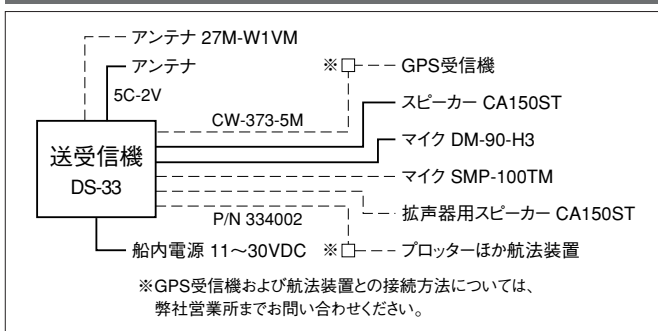 アンテナ 27M-W1VM
アンテナ
※
GPS受信機
5C-2V
スピーカー CA150ST
CW-373-5M
マイク DM-90-H3
送受信機
DS-33
マイク SMP-100TM
拡声器用スピーカー CA150ST
P/N 334002
船内電源 11〜30VDC
※
プロッターほか航法装置
※GPS受信機および航法装置との接続方法については、
弊社営業所までお問い合わせください。